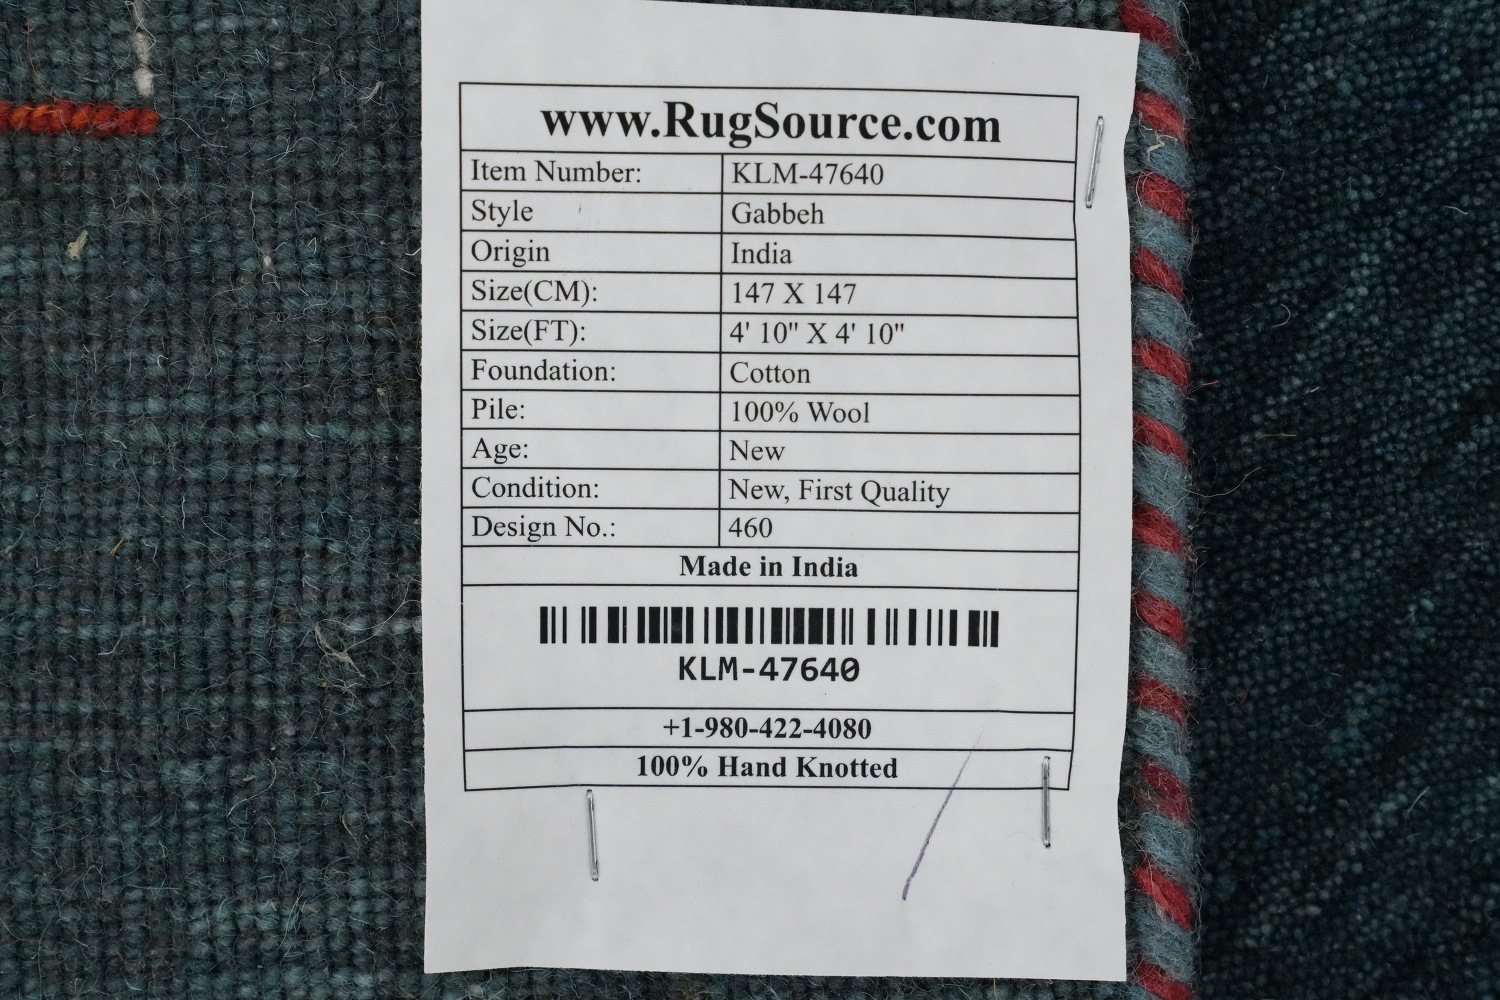 www.RugSource.com
Item Number: KLM-47640
Style Gabbeh
Origin India
Size(CM): 147 X 147
Size(FT): 4' 10" X 4' 10"
Foundation: Cotton
Pile: 100% Wool
Age: New
Condition: New, First Quality
Design No.: 460
Made in India
KLM-47640
+1-980-422-4080
100% Hand Knotted